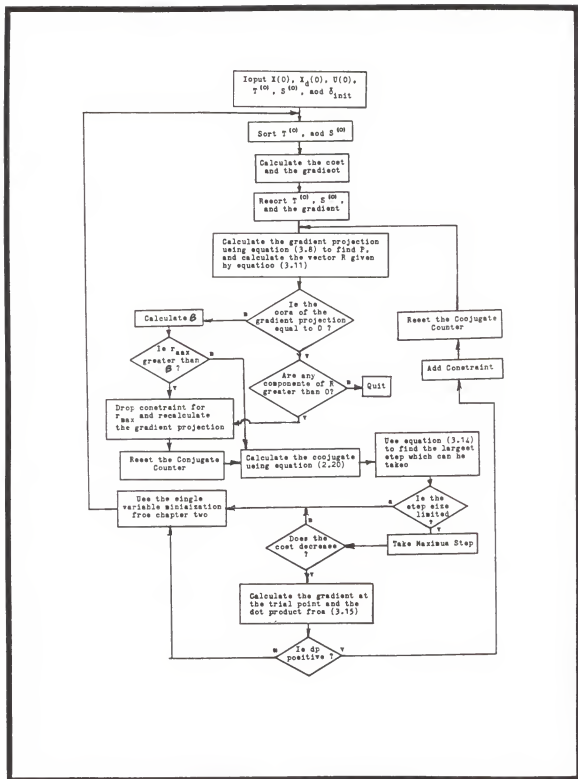 Input X(0), X_d(0), U(0),
T^(0), S^(0), and δ_init
Sort T^(0), and S^(0)
Calculate the cost
and the gradient
Resort T^(0), S^(0),
and the gradient
Calculate the gradient projection
using equation (3.8) to find P,
and calculate the vector R given
by equation (3.11)
Is the
norm of the
gradient projection
equal to 0 ?
N
Y
Calculate β
Is r_max
greater than
β ?
N
Y
Are any
components of R
greater than 0?
N
Y
Quit
Reset the Conjugate
Counter
Add Constraint
Drop constraint for
r_max and recalculate
the gradient projection
Reset the Conjugate
Counter
Calculate the conjugate
using equation (2.20)
Use equation (3.14)
to find the largest
step which can be
taken
Is the
step size
limited
?
N
Y
Use the single
variable minimization
from chapter two
Take Maximum Step
Does the
cost decrease
?
N
Y
Calculate the gradient at
the trial point and the
dot product from (3.15)
Is dp
positive ?
N
Y